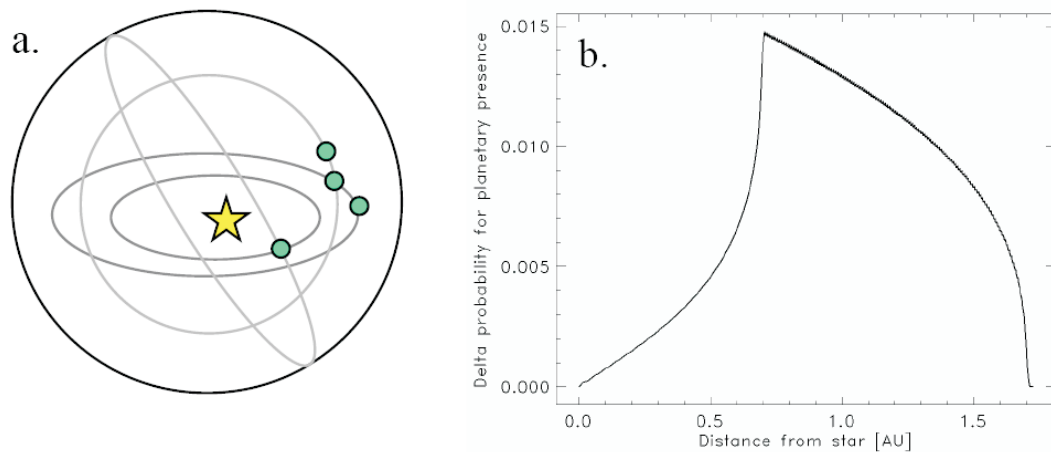 a.
b.
Delta probability for planetary presence
0.015
0.010
0.005
0.000
0.0
0.5
1.0
1.5
Distance from star [AU]